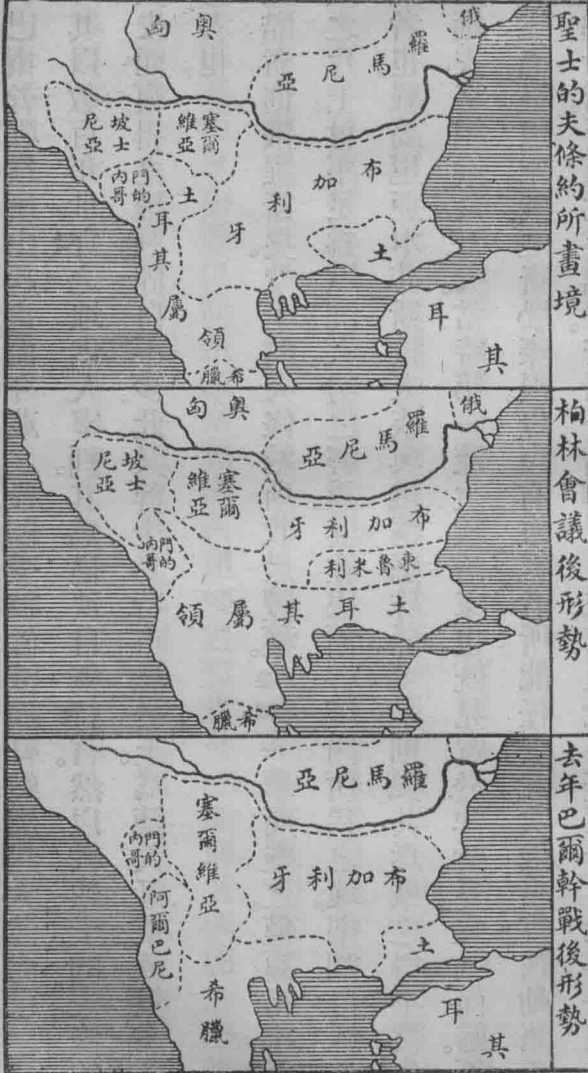 聖士的夫條約所畫境
匈奧
俄
羅馬尼亞
坡士
尼亞
塞爾
維亞
門的
內哥
土耳其屬領
布加利牙
土
耳其
希臘
柏林會議後形勢
匈奧
俄
羅馬尼亞
坡士
尼亞
塞爾
維亞
門的
內哥
布加利牙
東魯米利
土耳其屬領
希臘
去年巴爾幹戰後形勢
羅馬尼亞
塞爾維亞
門的
內哥
阿爾巴尼
布加利牙
土
耳其
希臘